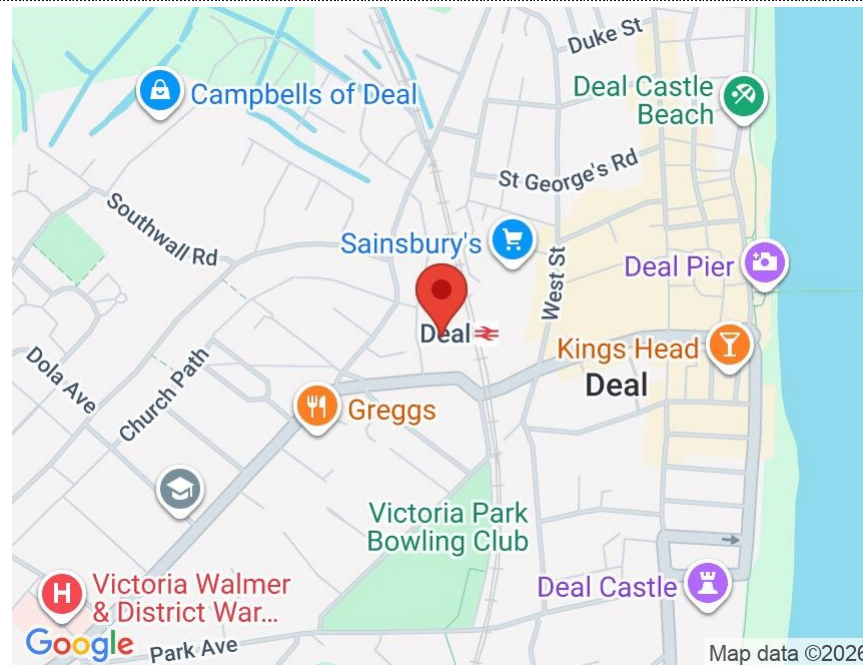 Duke St
Campbells of Deal
Deal Castle
Beach
St George's Rd
Southwall Rd
Sainsbury's
West St
Deal Pier
Deal
Kings Head
Deal
Dola Ave
Church Path
Greggs
Victoria Park
Bowling Club
H
Victoria Walmer
& District War...
Deal Castle
Google
Park Ave
Map data ©2026